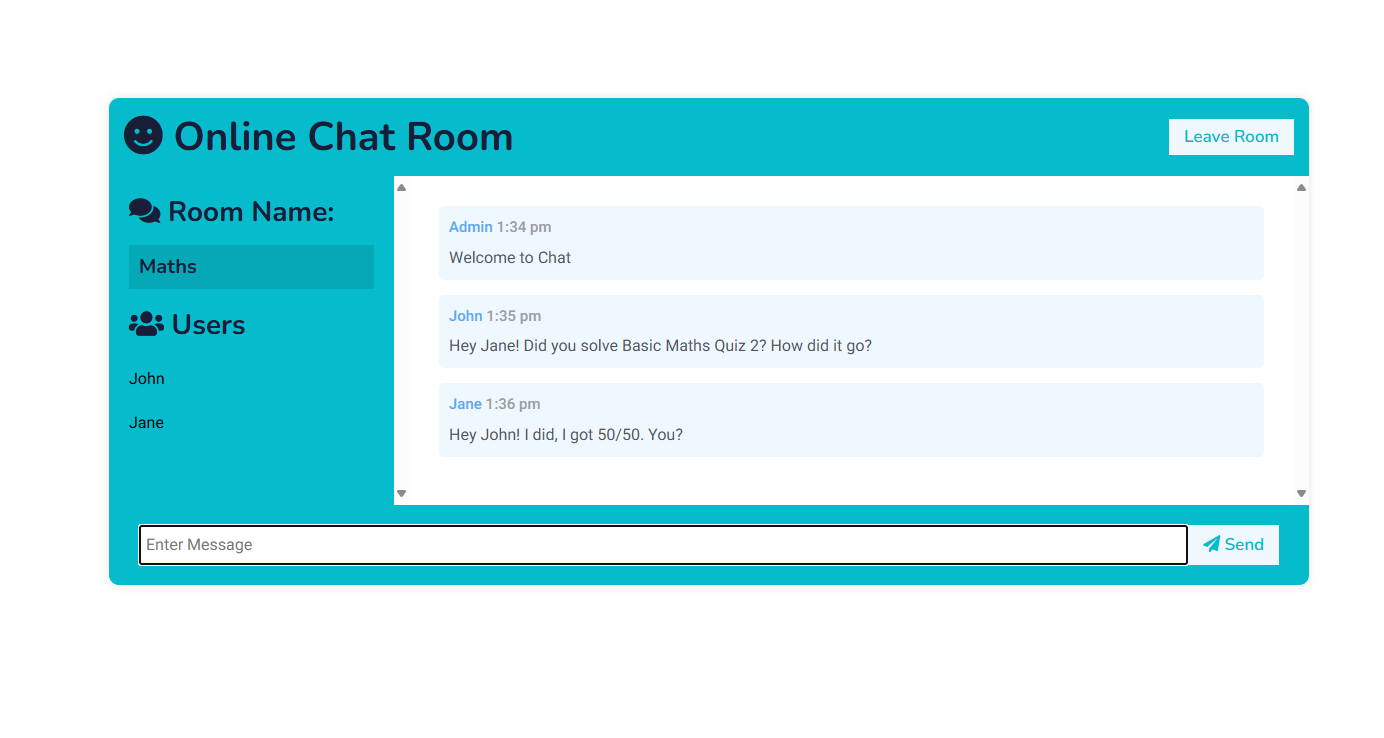 Online Chat Room
Leave Room
Room Name:
Maths
Users
John
Jane
Admin 1:34 pm
Welcome to Chat
John 1:35 pm
Hey Jane! Did you solve Basic Maths Quiz 2? How did it go?
Jane 1:36 pm
Hey John! I did, I got 50/50. You?
Enter Message
Send